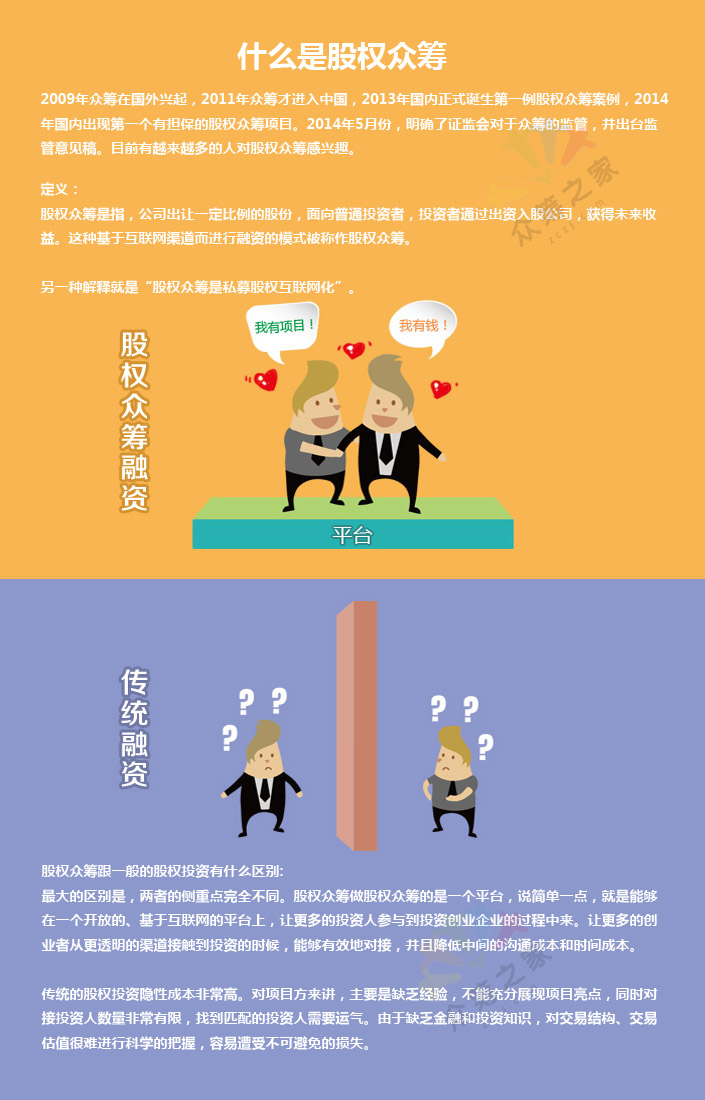 什么是股权众筹
2009年众筹在国外兴起，2011年众筹才进入中国，2013年国内正式诞生第一例股权众筹案例，2014
年国内出现第一个有担保的股权众筹项目。2014年5月份，明确了证监会对于众筹的监管，并出台监
管意见稿。目前有越来越多的人对股权众筹感兴趣。
定义：
股权众筹是指，公司出让一定比例的股份，面向普通投资者，投资者通过出资入股公司，获得未来收
益。这种基于互联网渠道而进行融资的模式被称作股权众筹。
另一种解释就是“股权众筹是私募股权互联网化”。
众筹之家
我有项目！
我有钱！
股权众筹融资
平台
传统融资
? ? ?
? ? ?
股权众筹跟一般的股权投资有什么区别:
最大的区别是，两者的侧重点完全不同。股权众筹做股权众筹的是一个平台，说简单一点，就是能够
在一个开放的、基于互联网的平台上，让更多的投资人参与到投资创业企业的过程中来。让更多的创
业者从更透明的渠道接触到投资的时候，能够有效地对接，并且降低中间的沟通成本和时间成本。
传统的股权投资隐性成本非常高。对项目方来讲，主要是缺乏经验，不能充分展现项目亮点，同时对
接投资人数量非常有限，找到匹配的投资人需要运气。由于缺乏金融和投资知识，对交易结构、交易
估值很难进行科学的把握，容易遭受不可避免的损失。
众筹之家